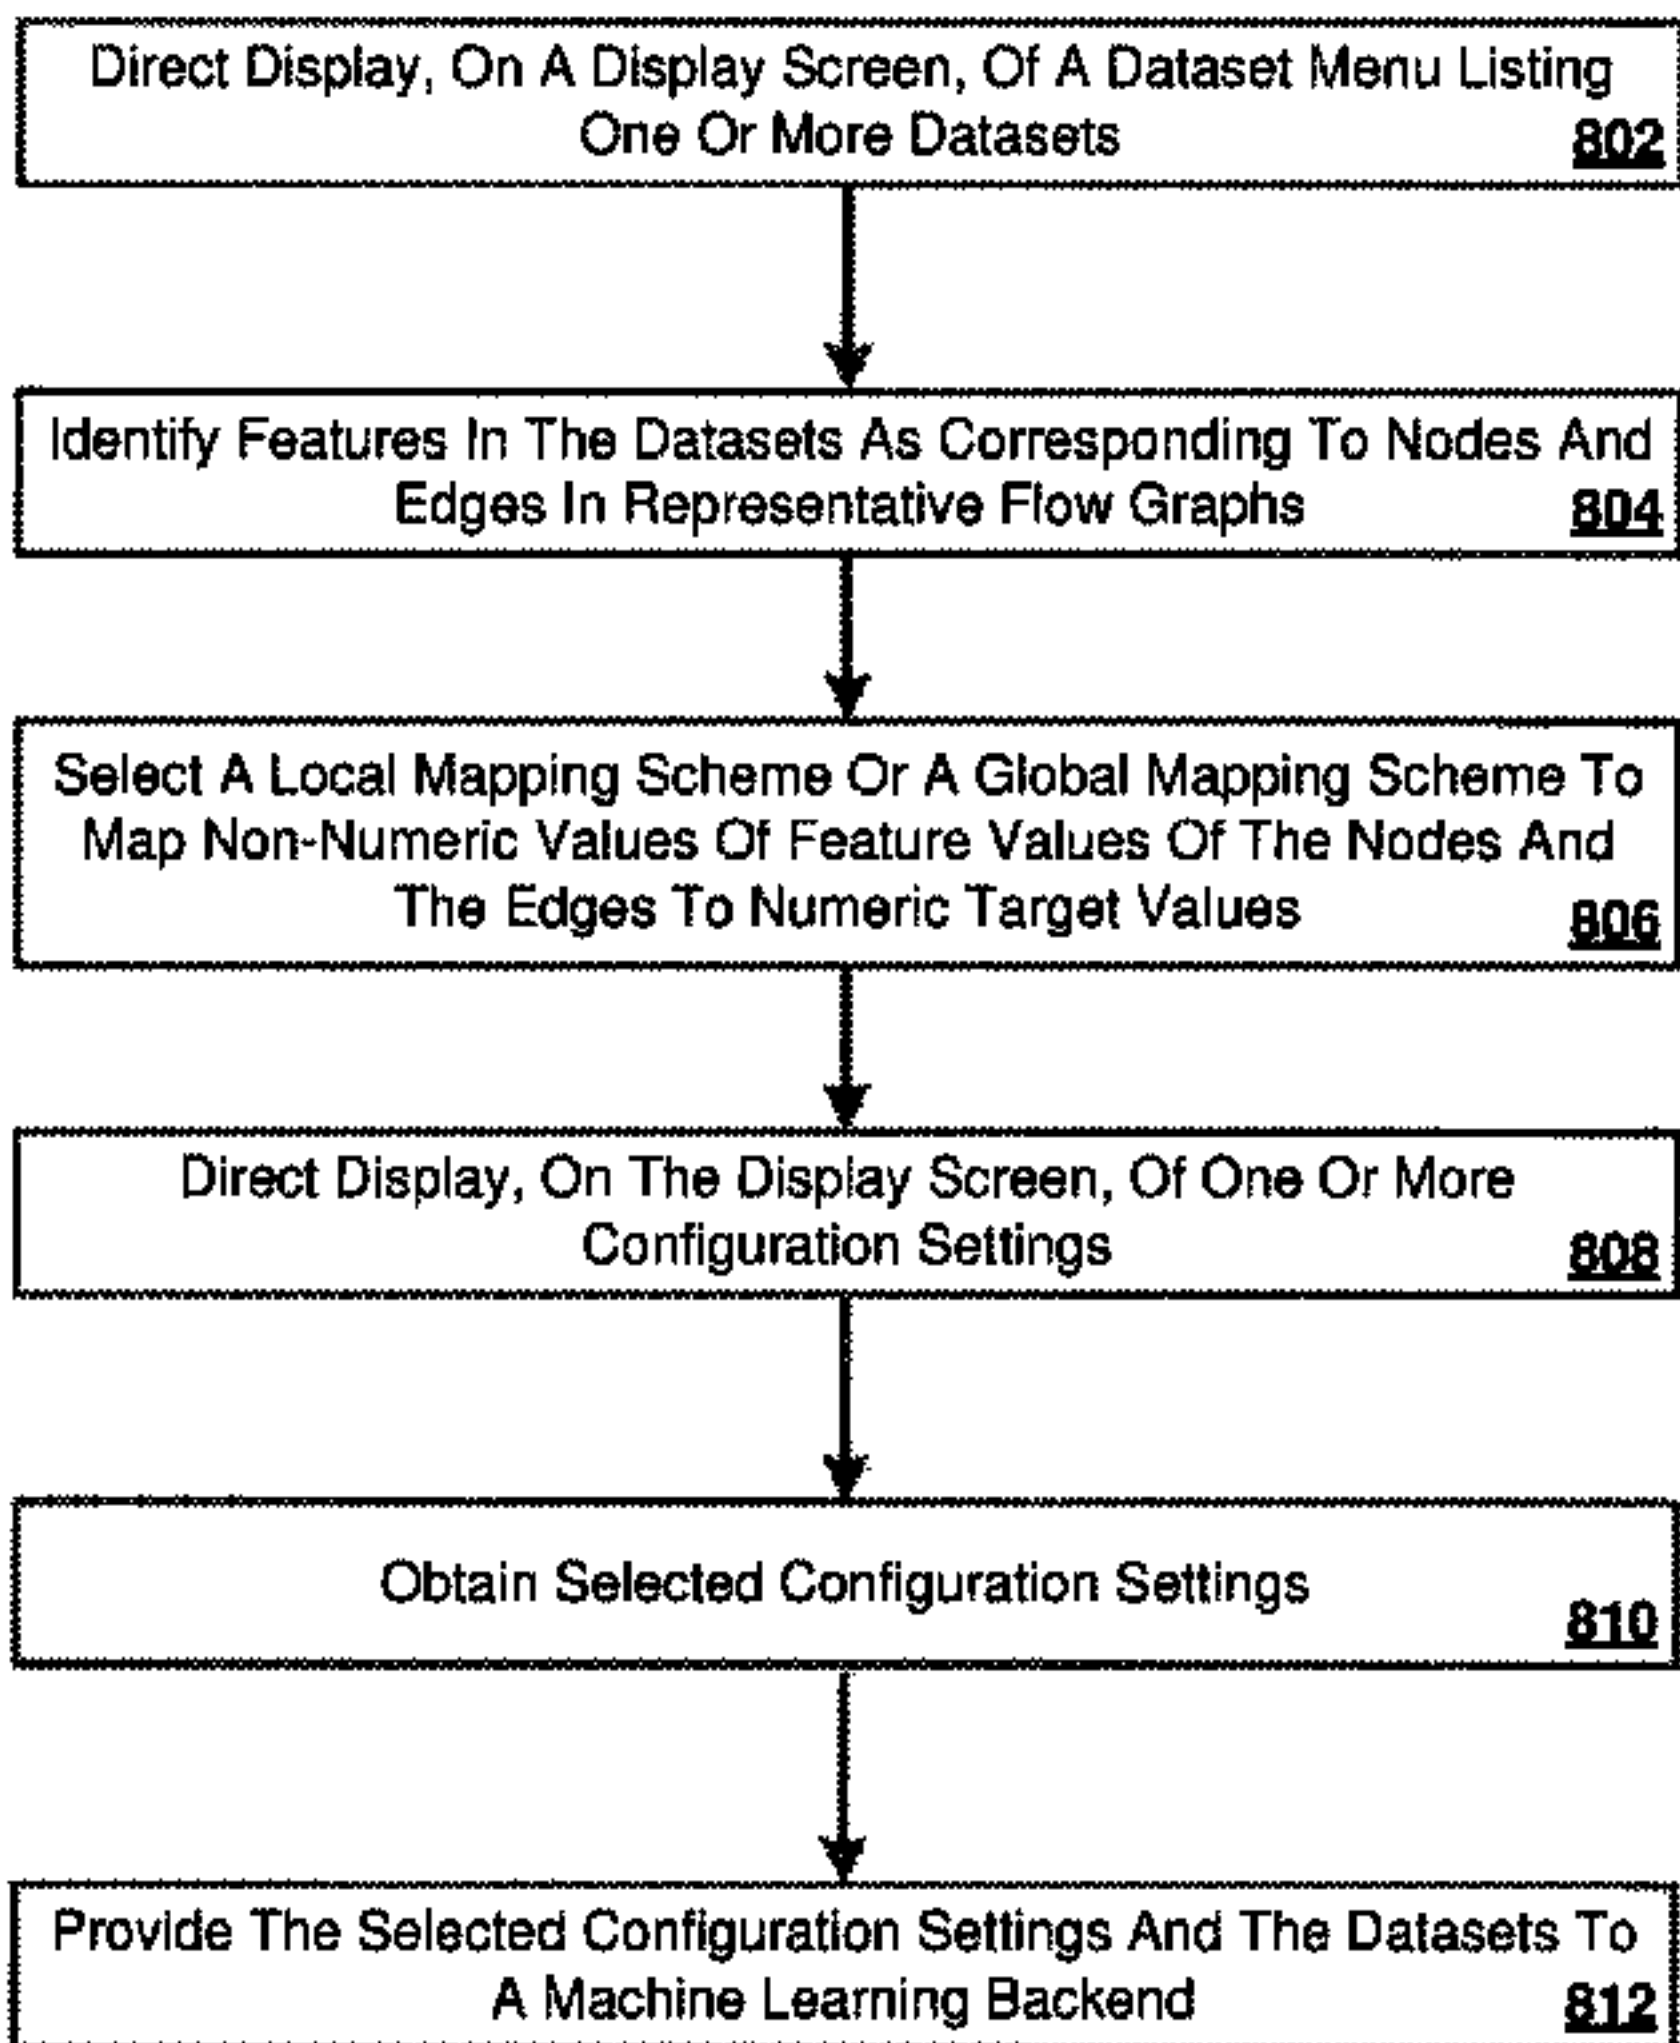 Direct Display, On A Display Screen, Of A Dataset Menu Listing
One Or More Datasets
802
Identify Features In The Datasets As Corresponding To Nodes And
Edges In Representative Flow Graphs
804
Select A Local Mapping Scheme Or A Global Mapping Scheme To
Map Non-Numeric Values Of Feature Values Of The Nodes And
The Edges To Numeric Target Values
806
Direct Display, On The Display Screen, Of One Or More
Configuration Settings
808
Obtain Selected Configuration Settings
810
Provide The Selected Configuration Settings And The Datasets To
A Machine Learning Backend
812